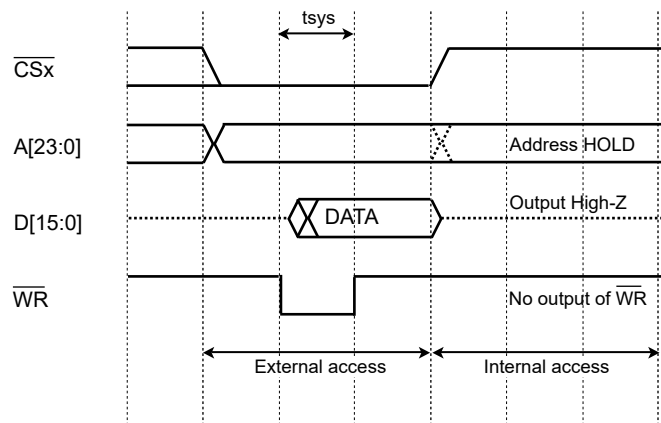 tsys
CSx
A[23:0]
Address HOLD
D[15:0]
DATA
Output High-Z
WR
No output of WR
External access
Internal access